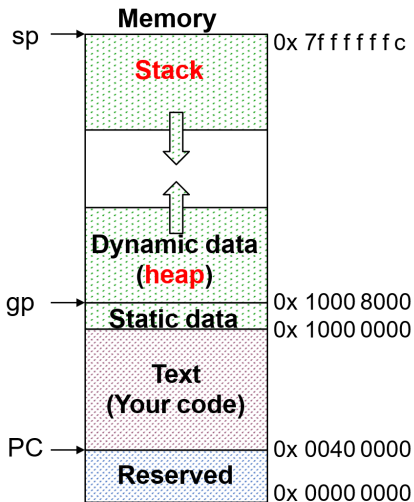 Memory
sp
0x 7f f f f f f c
Stack
Dynamic data
(heap)
gp
0x 1000 8000
Static data
0x 1000 0000
Text
(Your code)
PC
0x 0040 0000
Reserved
0x 0000 0000